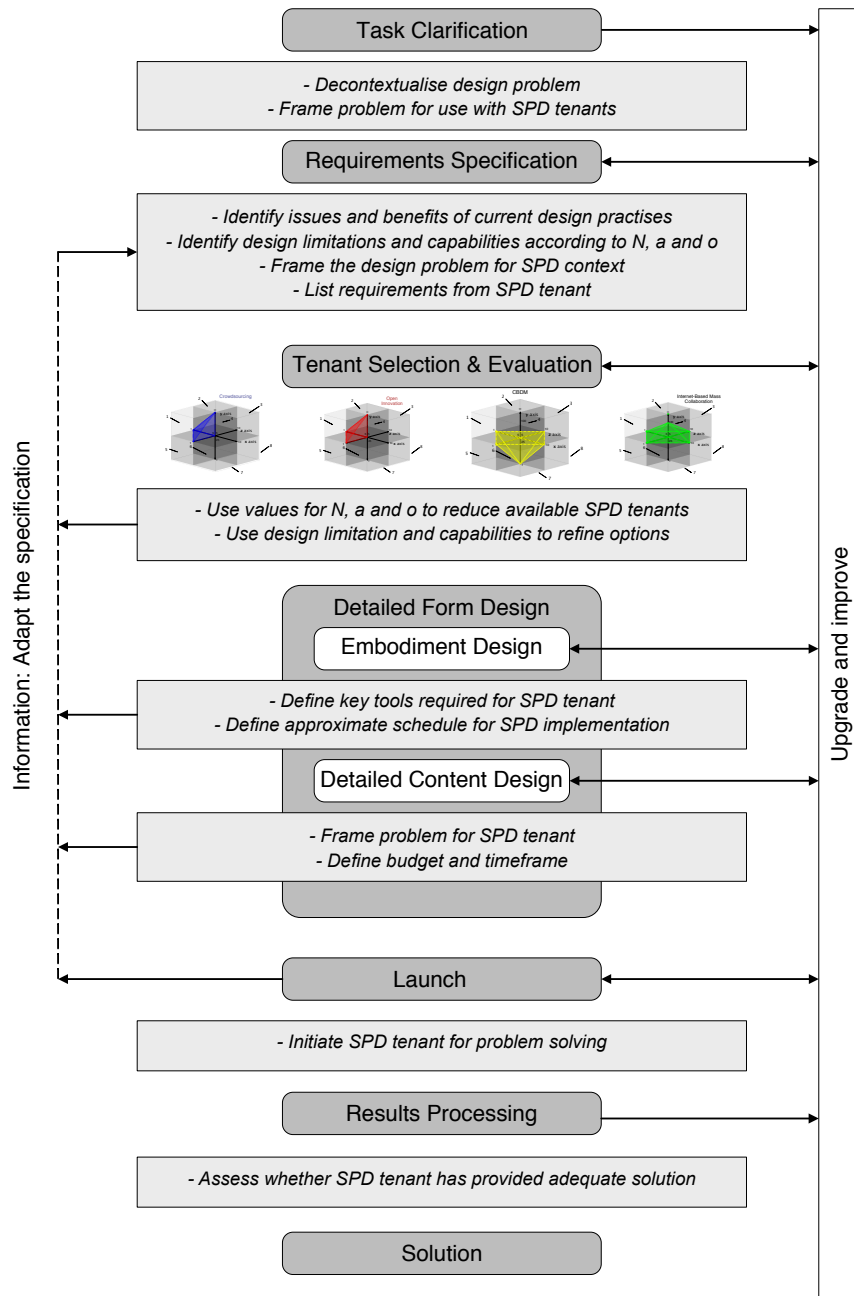 Task Clarification
- Decontextualise design problem
- Frame problem for use with SPD tenants
Requirements Specification
- Identify issues and benefits of current design practises
- Identify design limitations and capabilities according to N, a and o
- Frame the design problem for SPD context
- List requirements from SPD tenant
Tenant Selection & Evaluation
Crowdsourcing
Open
Innovation
CBDM
Internet-Based Mass
Collaboration
- Use values for N, a and o to reduce available SPD tenants
- Use design limitation and capabilities to refine options
Detailed Form Design
Embodiment Design
- Define key tools required for SPD tenant
- Define approximate schedule for SPD implementation
Detailed Content Design
- Frame problem for SPD tenant
- Define budget and timeframe
Launch
- Initiate SPD tenant for problem solving
Results Processing
- Assess whether SPD tenant has provided adequate solution
Solution
Information: Adapt the specification
Upgrade and improve